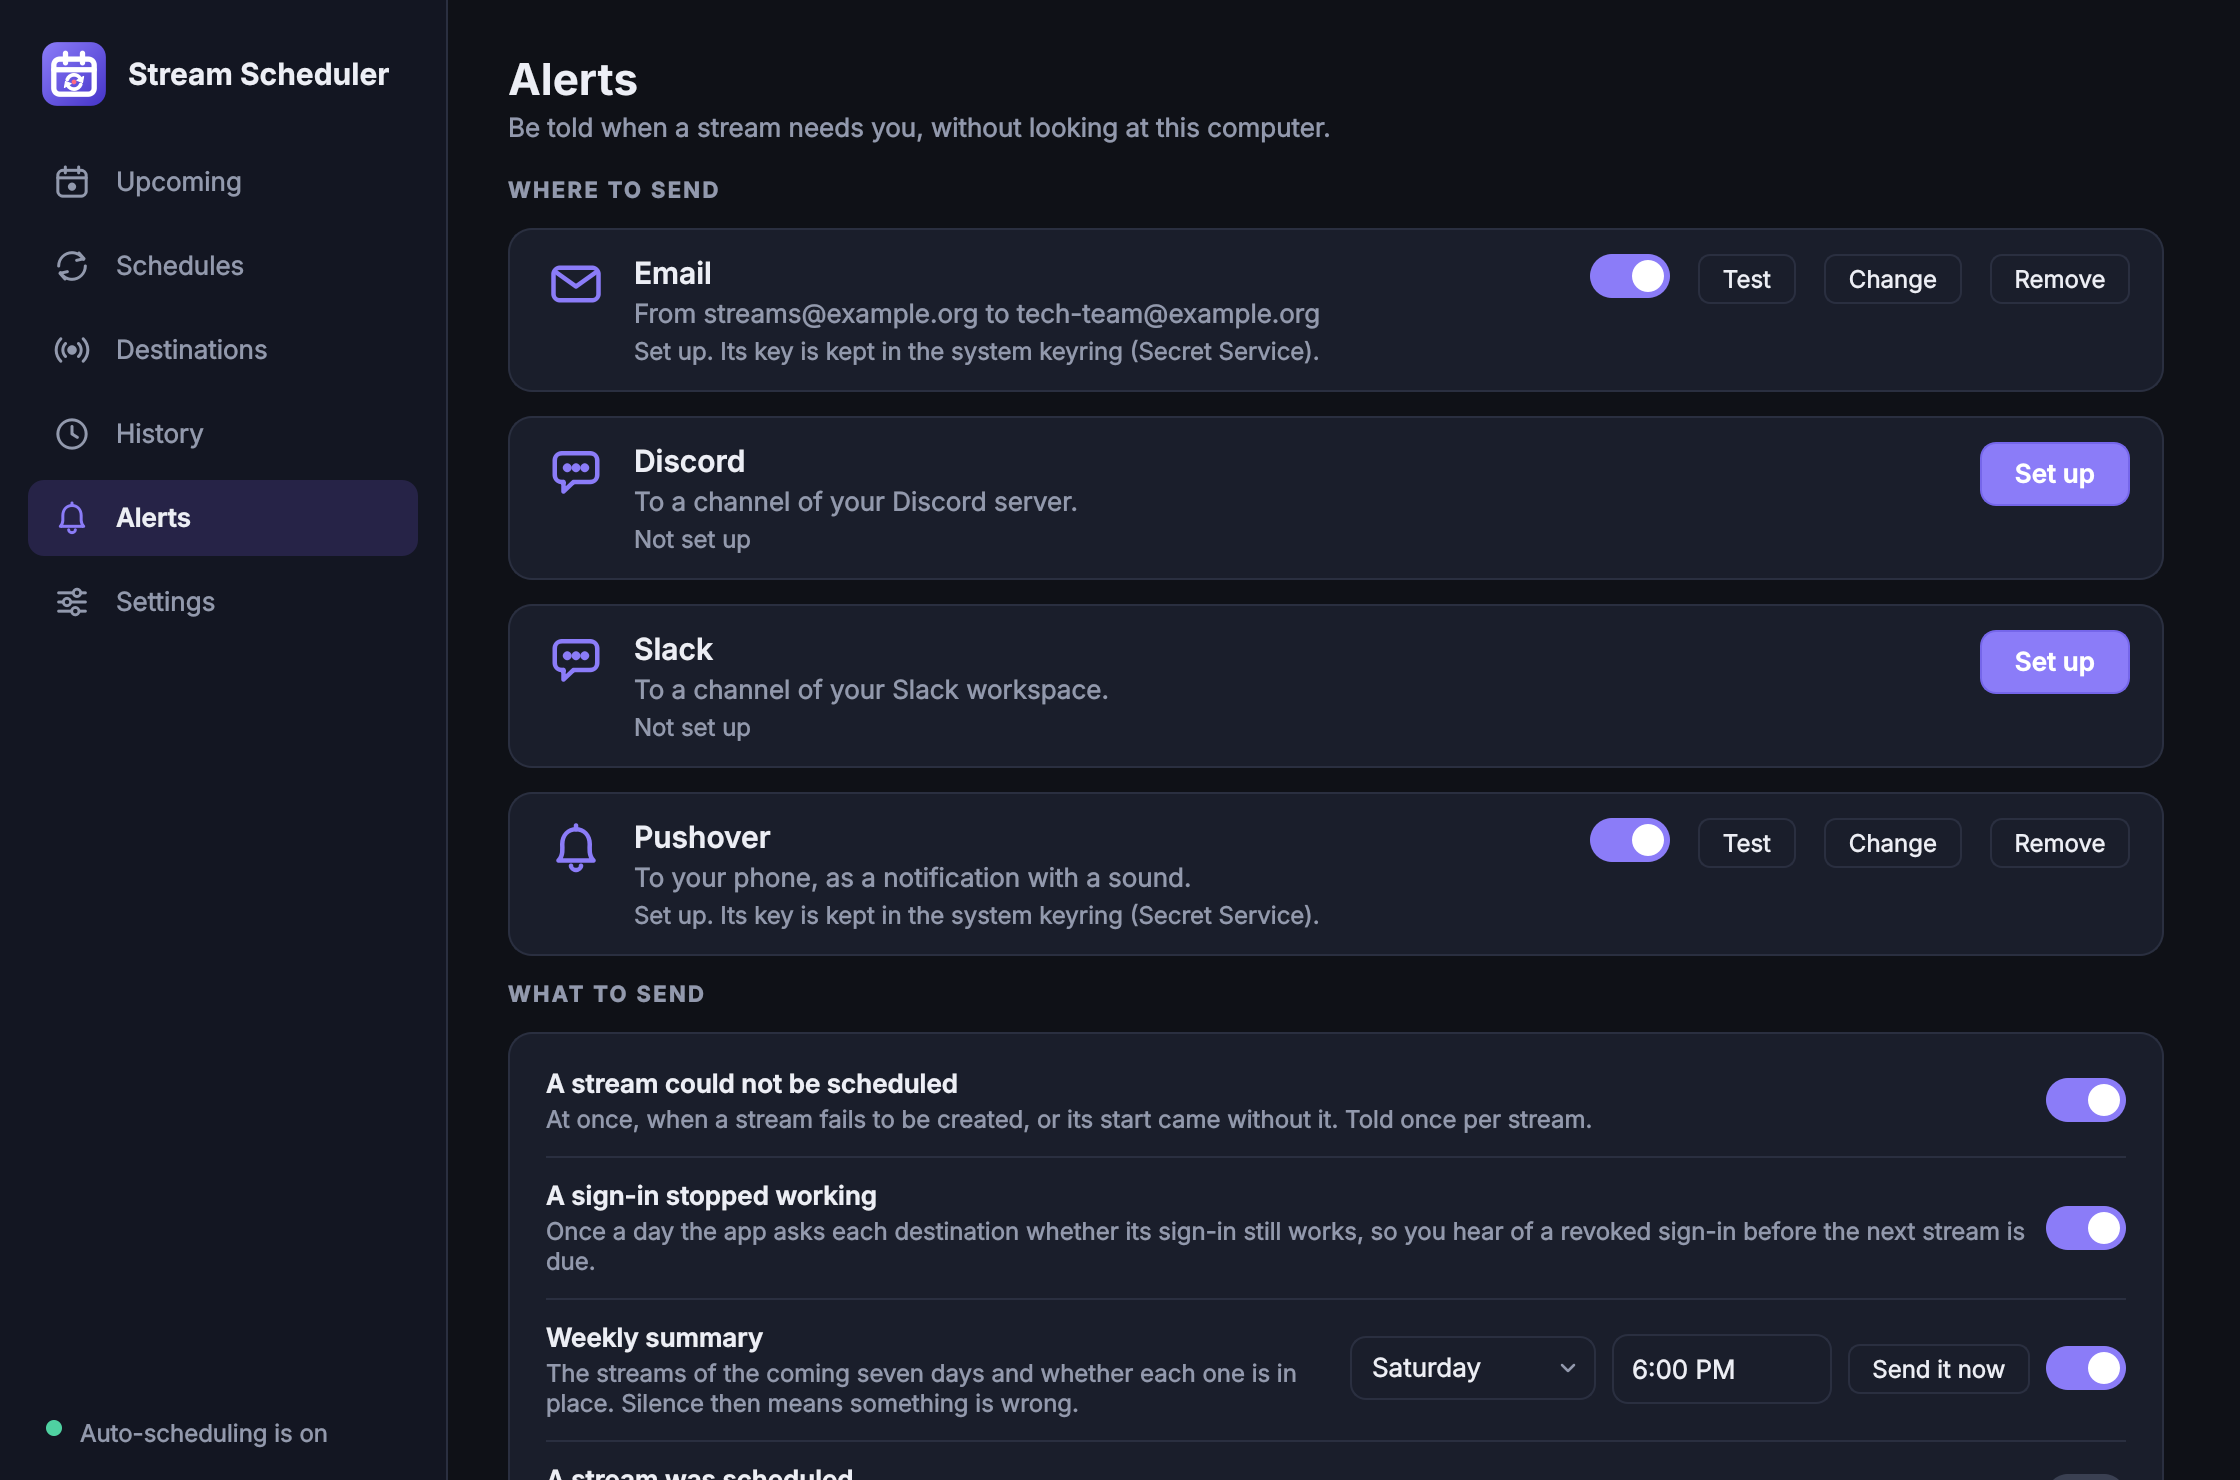 Stream Scheduler
Upcoming
Schedules
Destinations
History
Alerts
Settings
Auto-scheduling is on
Alerts
Be told when a stream needs you, without looking at this computer.
WHERE TO SEND
Email
From streams@example.org to tech-team@example.org
Set up. Its key is kept in the system keyring (Secret Service).
Test
Change
Remove
Discord
To a channel of your Discord server.
Not set up
Set up
Slack
To a channel of your Slack workspace.
Not set up
Set up
Pushover
To your phone, as a notification with a sound.
Set up. Its key is kept in the system keyring (Secret Service).
Test
Change
Remove
WHAT TO SEND
A stream could not be scheduled
At once, when a stream fails to be created, or its start came without it. Told once per stream.
A sign-in stopped working
Once a day the app asks each destination whether its sign-in still works, so you hear of a revoked sign-in before the next stream is
due.
Weekly summary
The streams of the coming seven days and whether each one is in
place. Silence then means something is wrong.
Saturday
6:00 PM
Send it now
A stream was scheduled